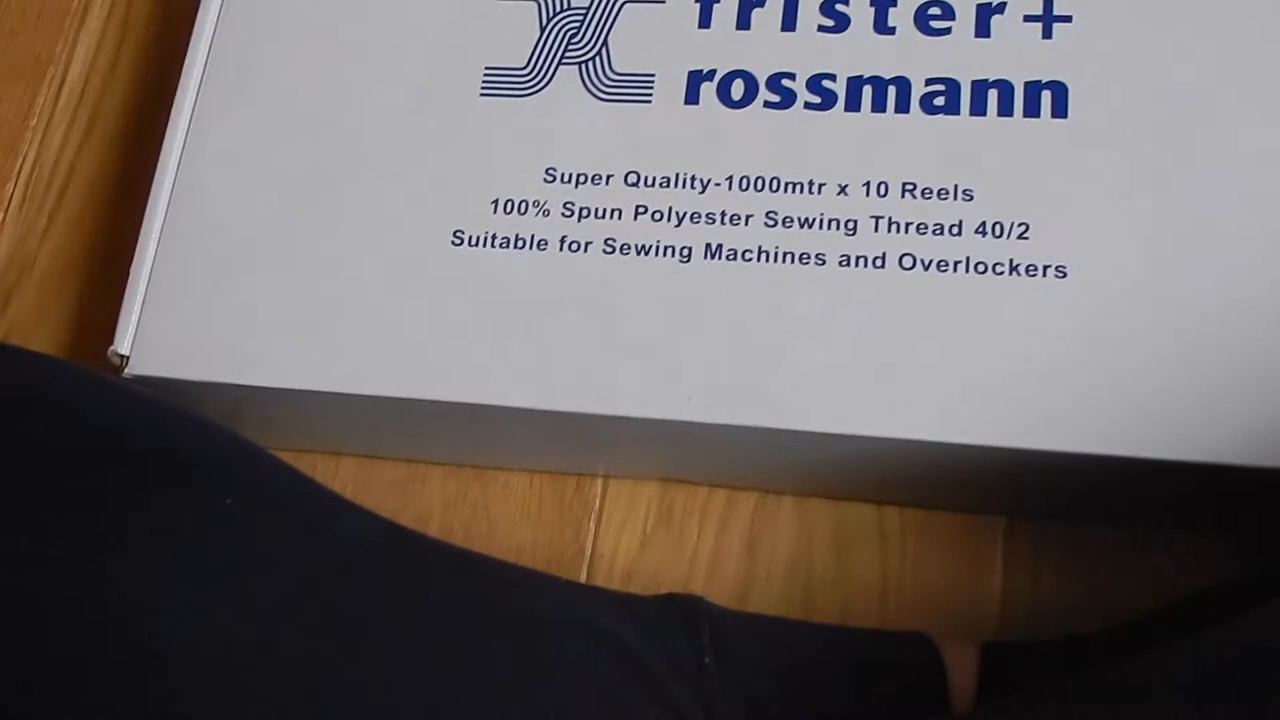 frister+
rossmann
Super Quality-1000mtr x 10 Reels
100% Spun Polyester Sewing Thread 40/2
Suitable for Sewing Machines and Overlockers